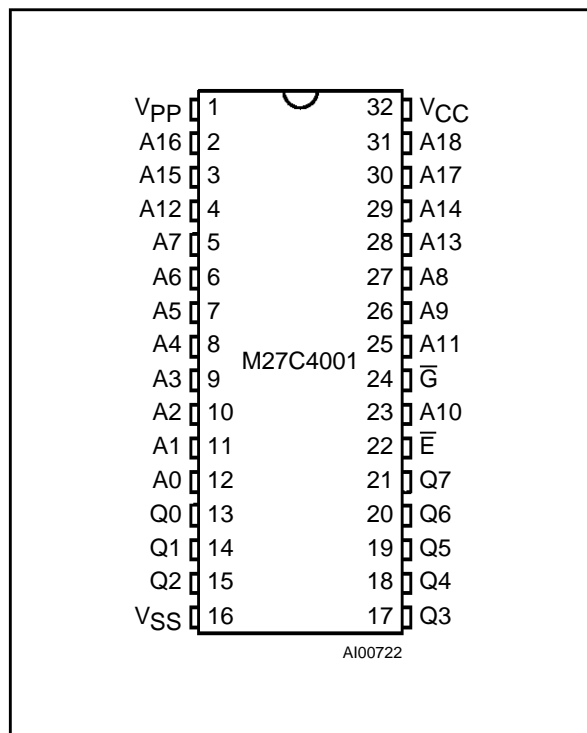 VPP 1 32 VCC
A16 2 31 A18
A15 3 30 A17
A12 4 29 A14
A7 5 28 A13
A6 6 27 A8
A5 7 26 A9
A4 8 25 A11
M27C4001
A3 9 24 G̅
A2 10 23 A10
A1 11 22 E̅
A0 12 21 Q7
Q0 13 20 Q6
Q1 14 19 Q5
Q2 15 18 Q4
VSS 16 17 Q3
AI00722